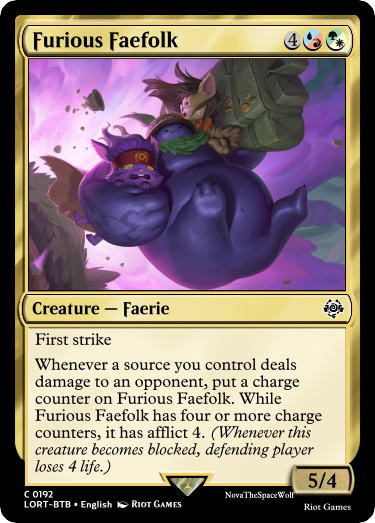 Furious Faefolk 4
Creature — Faerie
First strike
Whenever a source you control deals
damage to an opponent, put a charge
counter on Furious Faefolk. While
Furious Faefolk has four or more charge
counters, it has afflict 4. (Whenever this
creature becomes blocked, defending player
loses 4 life.)
5/4
C 0192 NovaTheSpaceWolf
LORT-BTB • English RIOT GAMES Riot Games